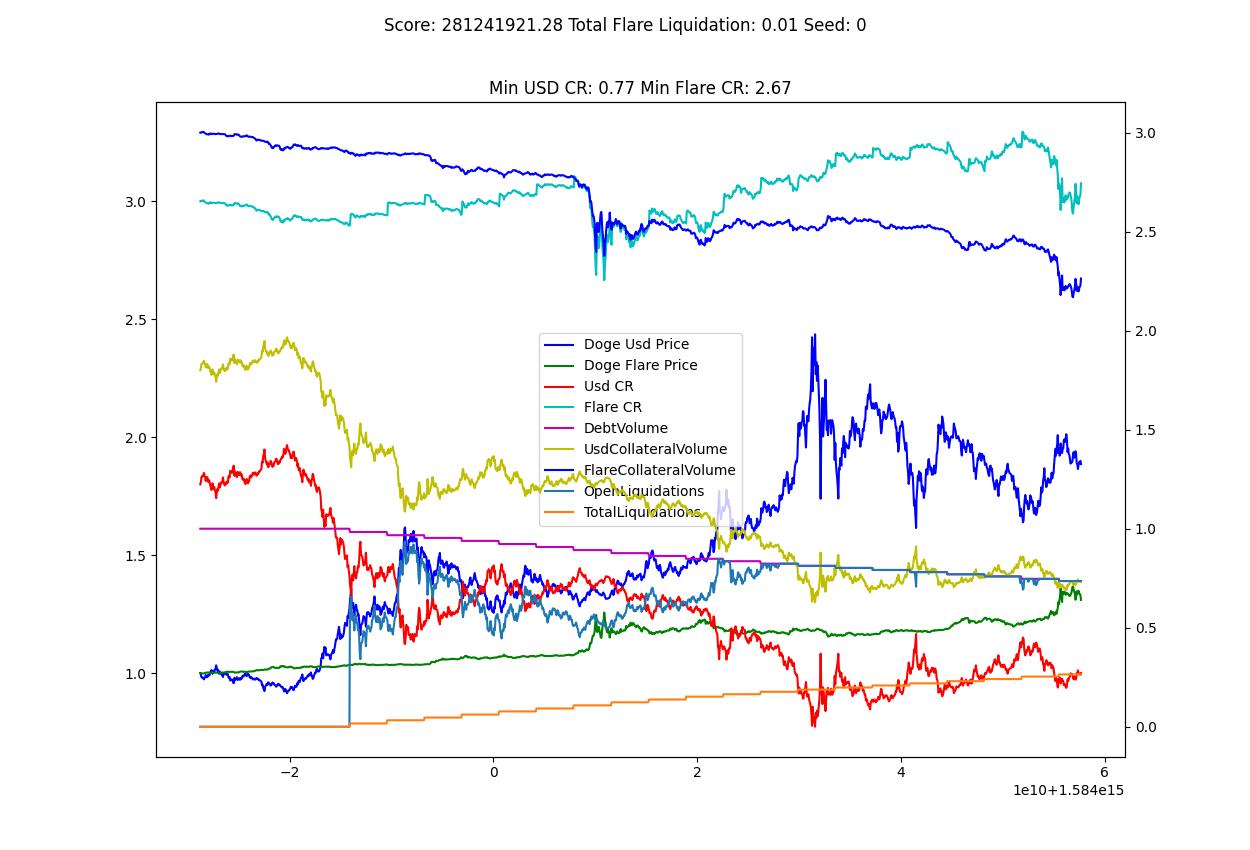 Score: 281241921.28 Total Flare Liquidation: 0.01 Seed: 0
Min USD CR: 0.77 Min Flare CR: 2.67
3.0
2.5
2.0
1.5
1.0
3.0
2.5
2.0
1.5
1.0
0.5
0.0
Doge Usd Price
Doge Flare Price
Usd CR
Flare CR
DebtVolume
UsdCollateralVolume
FlareCollateralVolume
OpenLiquidations
TotalLiquidations
−2 0 2 4 6
1e10+1.584e15